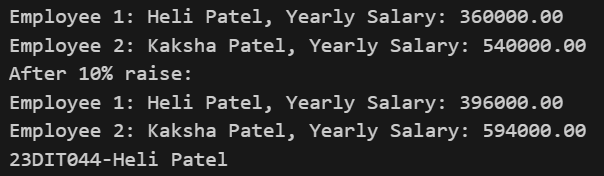 Employee 1: Heli Patel, Yearly Salary: 360000.00
Employee 2: Kaksha Patel, Yearly Salary: 540000.00
After 10% raise:
Employee 1: Heli Patel, Yearly Salary: 396000.00
Employee 2: Kaksha Patel, Yearly Salary: 594000.00
23DIT044-Heli Patel